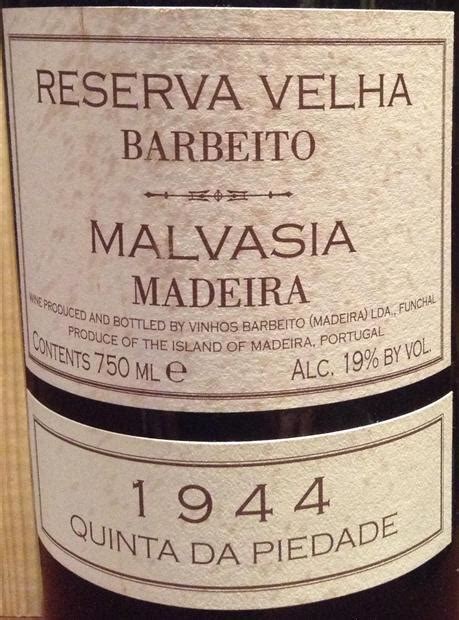 RESERVA VELHA
BARBEITO
MALVASIA
MADEIRA
WINE PRODUCED AND BOTTLED BY VINHOS BARBEITO (MADEIRA) LDA., FUNCHAL
PRODUCE OF THE ISLAND OF MADEIRA, PORTUGAL
CONTENTS 750 ML ℮ ALC. 19% BY VOL.
1944
QUINTA DA PIEDADE